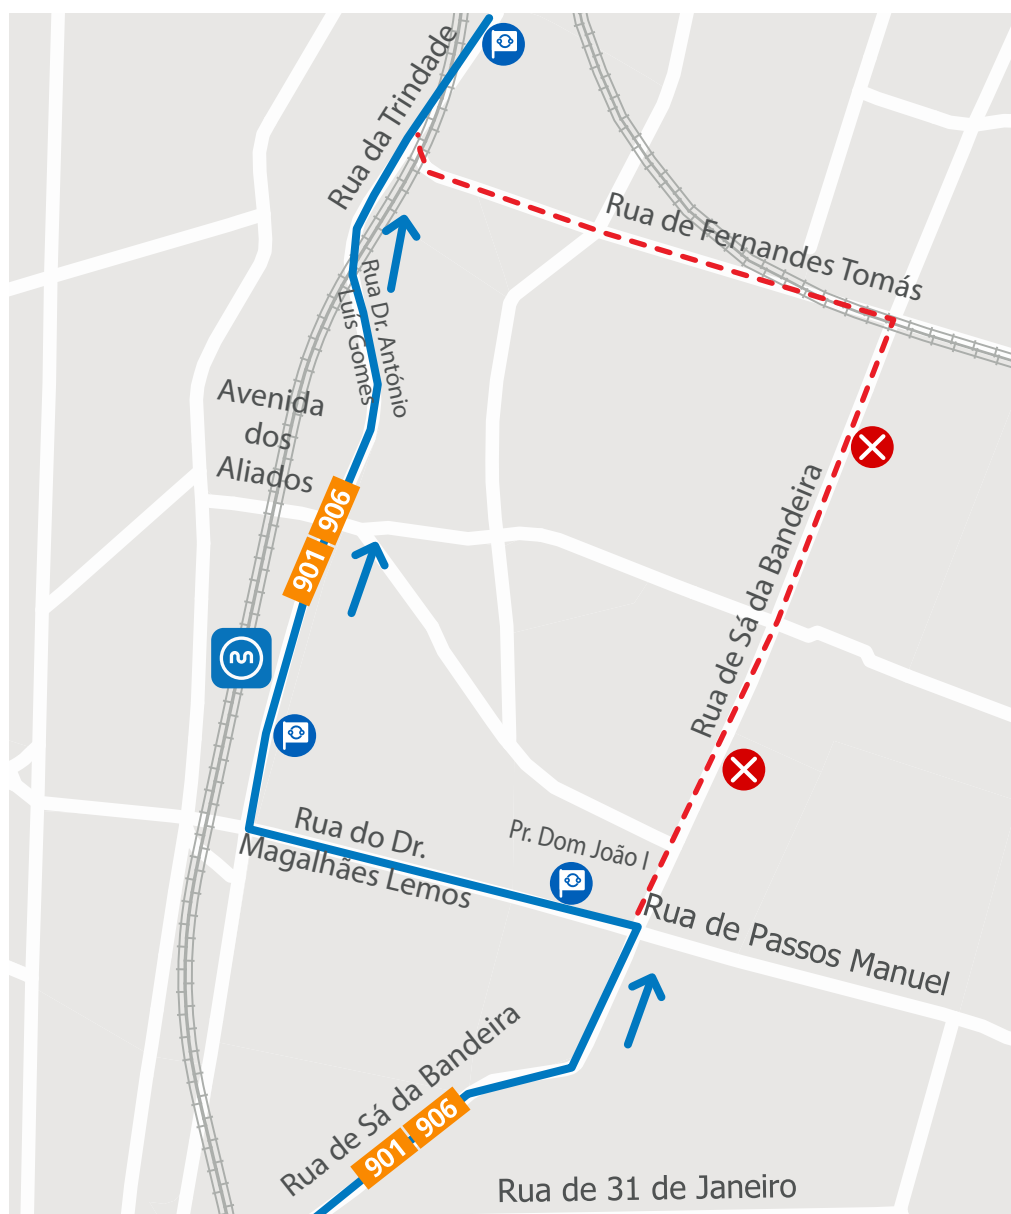 Rua da Trindade
Rua de Fernandes Tomás
Rua Dr. António
Luís Gomes
Avenida
dos
Aliados
901 906
Rua de Sá da Bandeira
Rua do Dr.
Magalhães Lemos
Pr. Dom João I
Rua de Passos Manuel
Rua de Sá da Bandeira
901 906
Rua de 31 de Janeiro